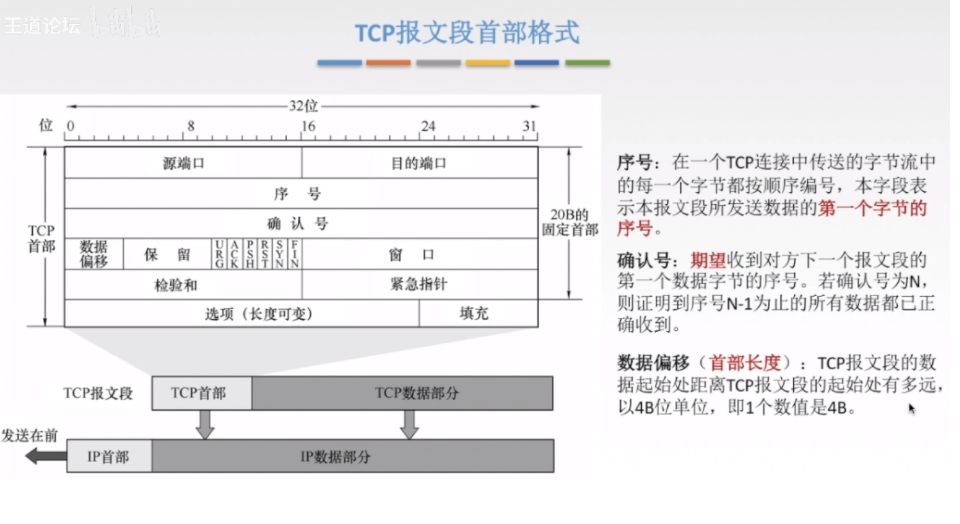 王道论坛
TCP报文段首部格式
32位
位 0 8 16 24 31
源端口 目的端口
序 号
确 认 号
TCP
首部
20B的
固定首部
数据
偏移
保 留
URG ACK PSH RST SYN FIN
窗 口
检验和 紧急指针
选项（长度可变） 填充
TCP报文段 TCP首部 TCP数据部分
发送在前
IP首部 IP数据部分
序号：在一个TCP连接中传送的字节流中
的每一个字节都按顺序编号，本字段表
示本报文段所发送数据的第一个字节的
序号。
确认号：期望收到对方下一个报文段的
第一个数据字节的序号。若确认号为N，
则证明到序号N-1为止的所有数据都已正
确收到。
数据偏移（首部长度）：TCP报文段的数
据起始处距离TCP报文段的起始处有多远，
以4B位单位，即1个数值是4B。